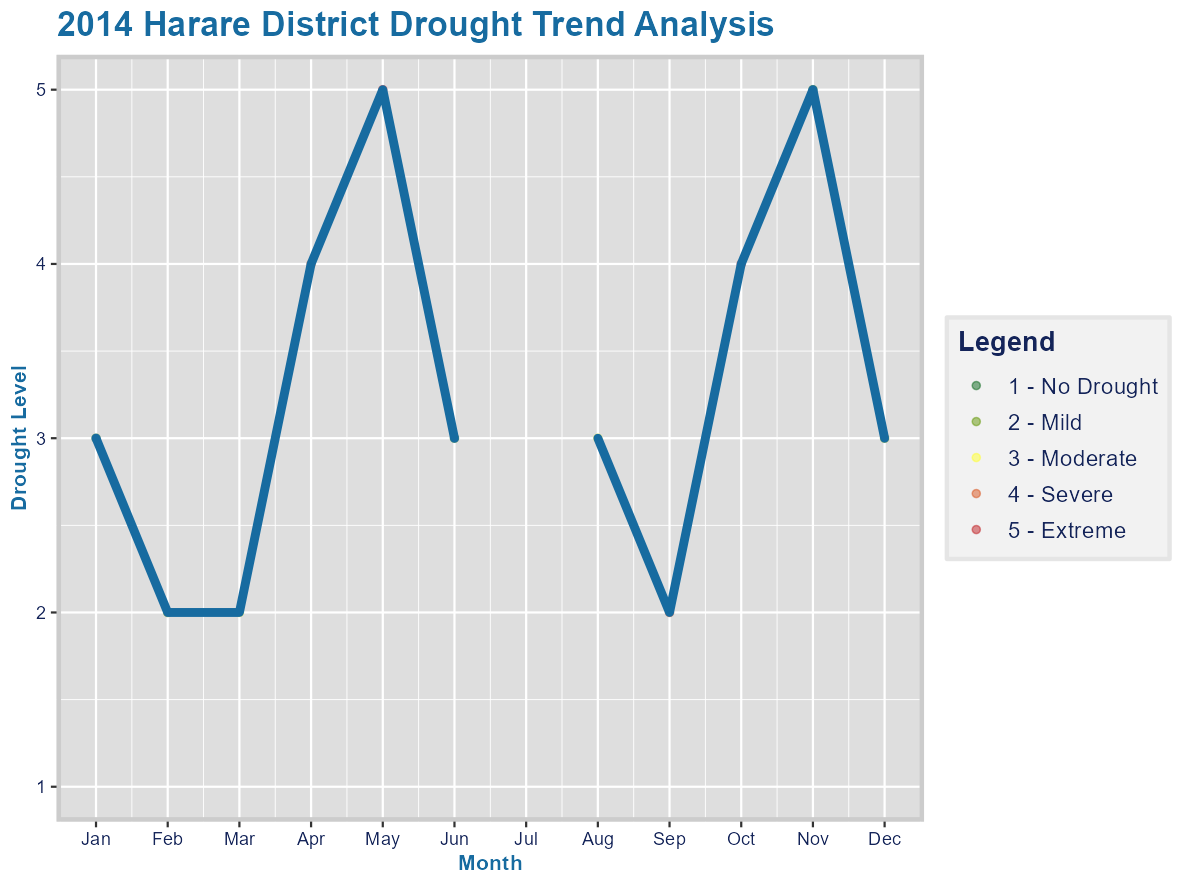 2014 Harare District Drought Trend Analysis
5
4
3
2
1
Drought Level
Jan Feb Mar Apr May Jun Jul Aug Sep Oct Nov Dec
Month
Legend
1 - No Drought
2 - Mild
3 - Moderate
4 - Severe
5 - Extreme